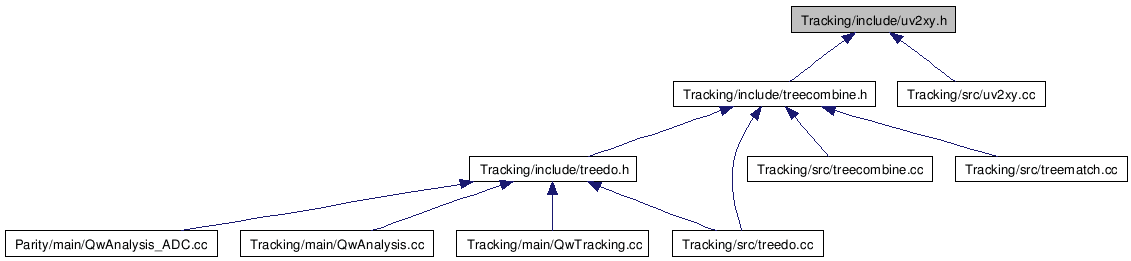 Tracking/include/uv2xy.h
Tracking/include/treecombine.h
Tracking/src/uv2xy.cc
Tracking/include/treedo.h
Tracking/src/treecombine.cc
Tracking/src/treematch.cc
Parity/main/QwAnalysis_ADC.cc
Tracking/main/QwAnalysis.cc
Tracking/main/QwTracking.cc
Tracking/src/treedo.cc